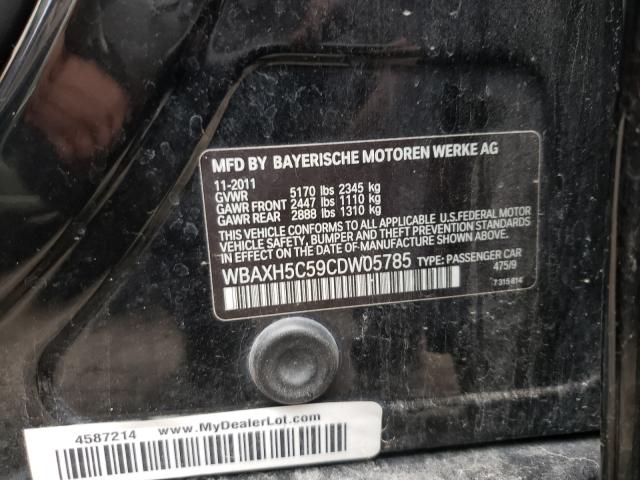 MFD BY BAYERISCHE MOTOREN WERKE AG
11-2011
GVWR 5170 lbs 2345 kg
GAWR FRONT 2447 lbs 1110 kg
GAWR REAR 2888 lbs 1310 kg
THIS VEHICLE CONFORMS TO ALL APPLICABLE U.S. FEDERAL MOTOR
VEHICLE SAFETY, BUMPER, AND THEFT PREVENTION STANDARDS
IN EFFECT ON THE DATE OF MANUFACTURE SHOWN ABOVE.
WBAXH5C59CDW05785 TYPE: PASSENGER CAR
475/9
7 315 614
4587214 www.MyDealerLot.com